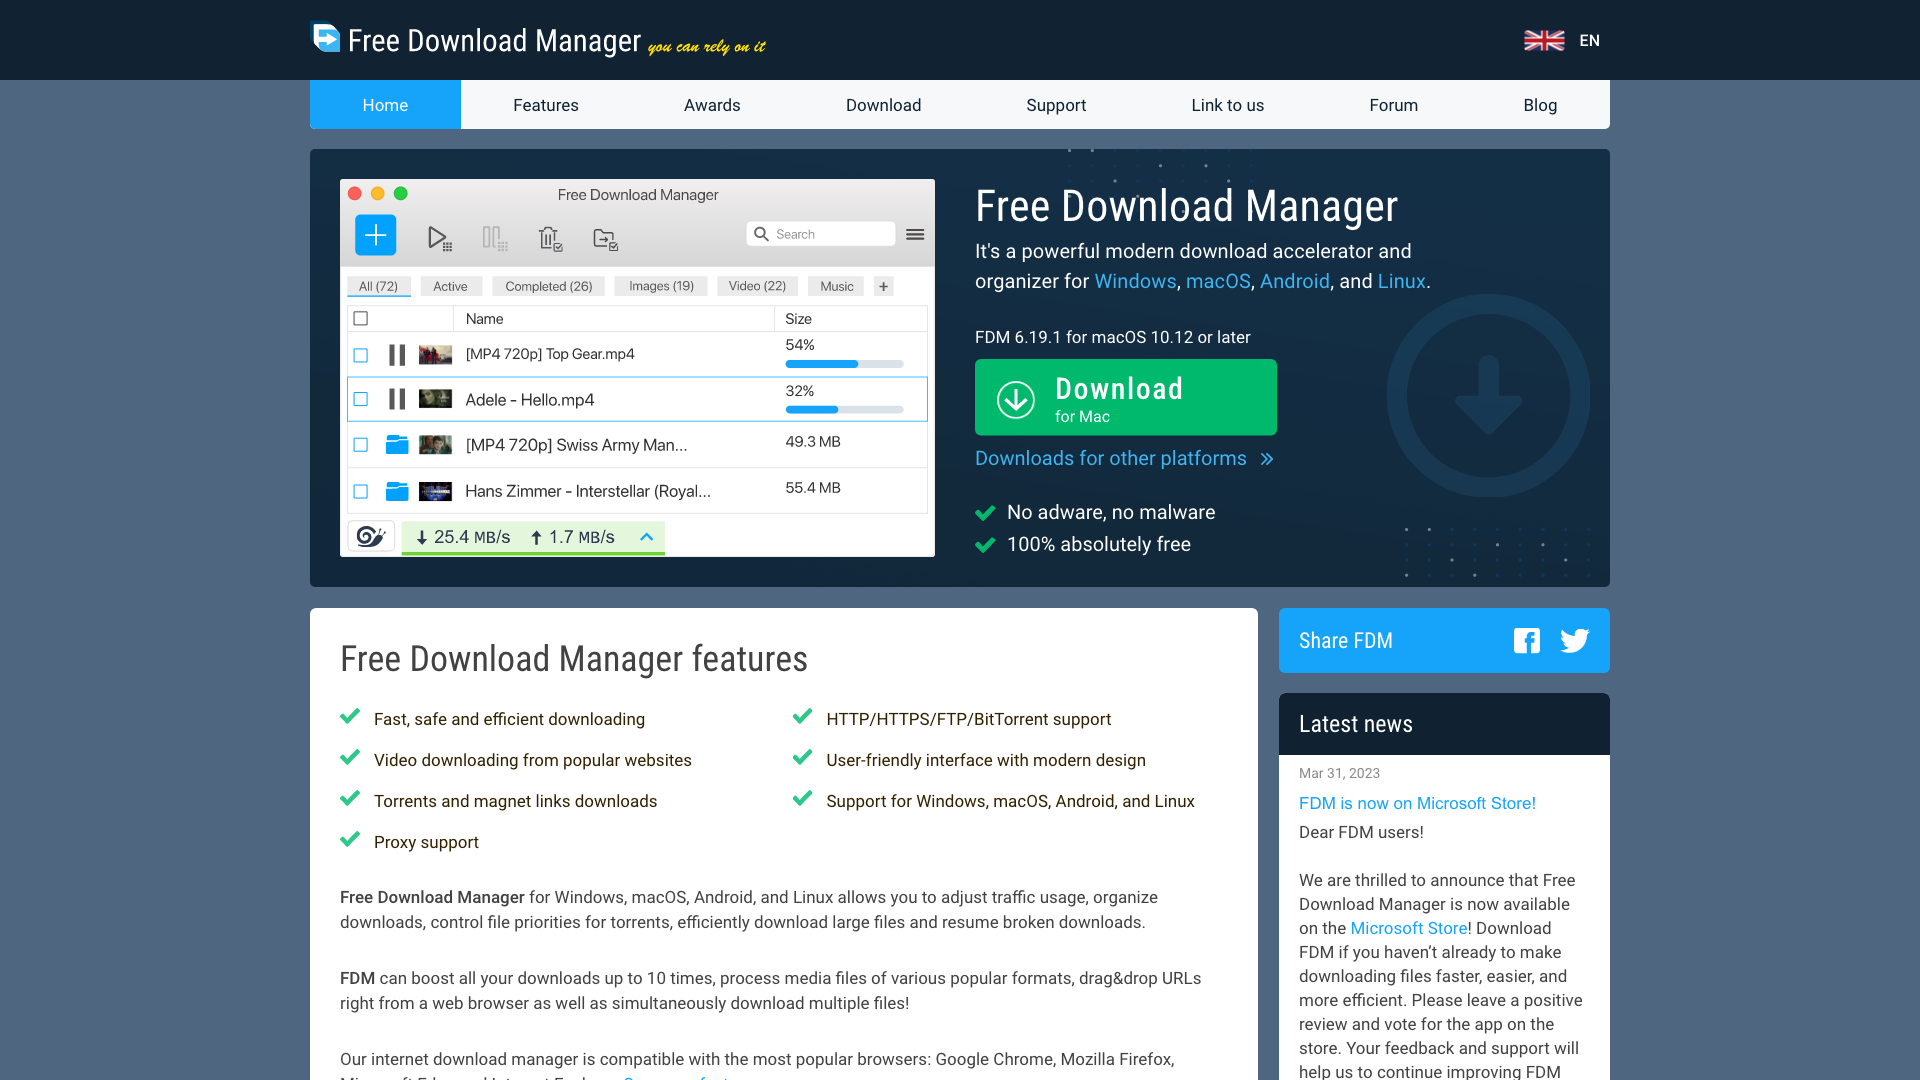 Free Download Manager you can rely on it
EN
Home
Features
Awards
Download
Support
Link to us
Forum
Blog
Free Download Manager
Search
All (72)
Active
Completed (26)
Images (19)
Video (22)
Music
+
Name
Size
[MP4 720p] Top Gear.mp4
54%
Adele - Hello.mp4
32%
[MP4 720p] Swiss Army Man...
49.3 MB
Hans Zimmer - Interstellar (Royal...
55.4 MB
25.4 MB/s
1.7 MB/s
Free Download Manager
It's a powerful modern download accelerator and
organizer for Windows, macOS, Android, and Linux.
FDM 6.19.1 for macOS 10.12 or later
Download
for Mac
Downloads for other platforms
No adware, no malware
100% absolutely free
Free Download Manager features
Fast, safe and efficient downloading
Video downloading from popular websites
Torrents and magnet links downloads
Proxy support
HTTP/HTTPS/FTP/BitTorrent support
User-friendly interface with modern design
Support for Windows, macOS, Android, and Linux
Free Download Manager for Windows, macOS, Android, and Linux allows you to adjust traffic usage, organize
downloads, control file priorities for torrents, efficiently download large files and resume broken downloads.
FDM can boost all your downloads up to 10 times, process media files of various popular formats, drag&drop URLs
right from a web browser as well as simultaneously download multiple files!
Our internet download manager is compatible with the most popular browsers: Google Chrome, Mozilla Firefox,
Share FDM
Latest news
Mar 31, 2023
FDM is now on Microsoft Store!
Dear FDM users!
We are thrilled to announce that Free
Download Manager is now available
on the Microsoft Store! Download
FDM if you haven't already to make
downloading files faster, easier, and
more efficient. Please leave a positive
review and vote for the app on the
store. Your feedback and support will
help us to continue improving FDM